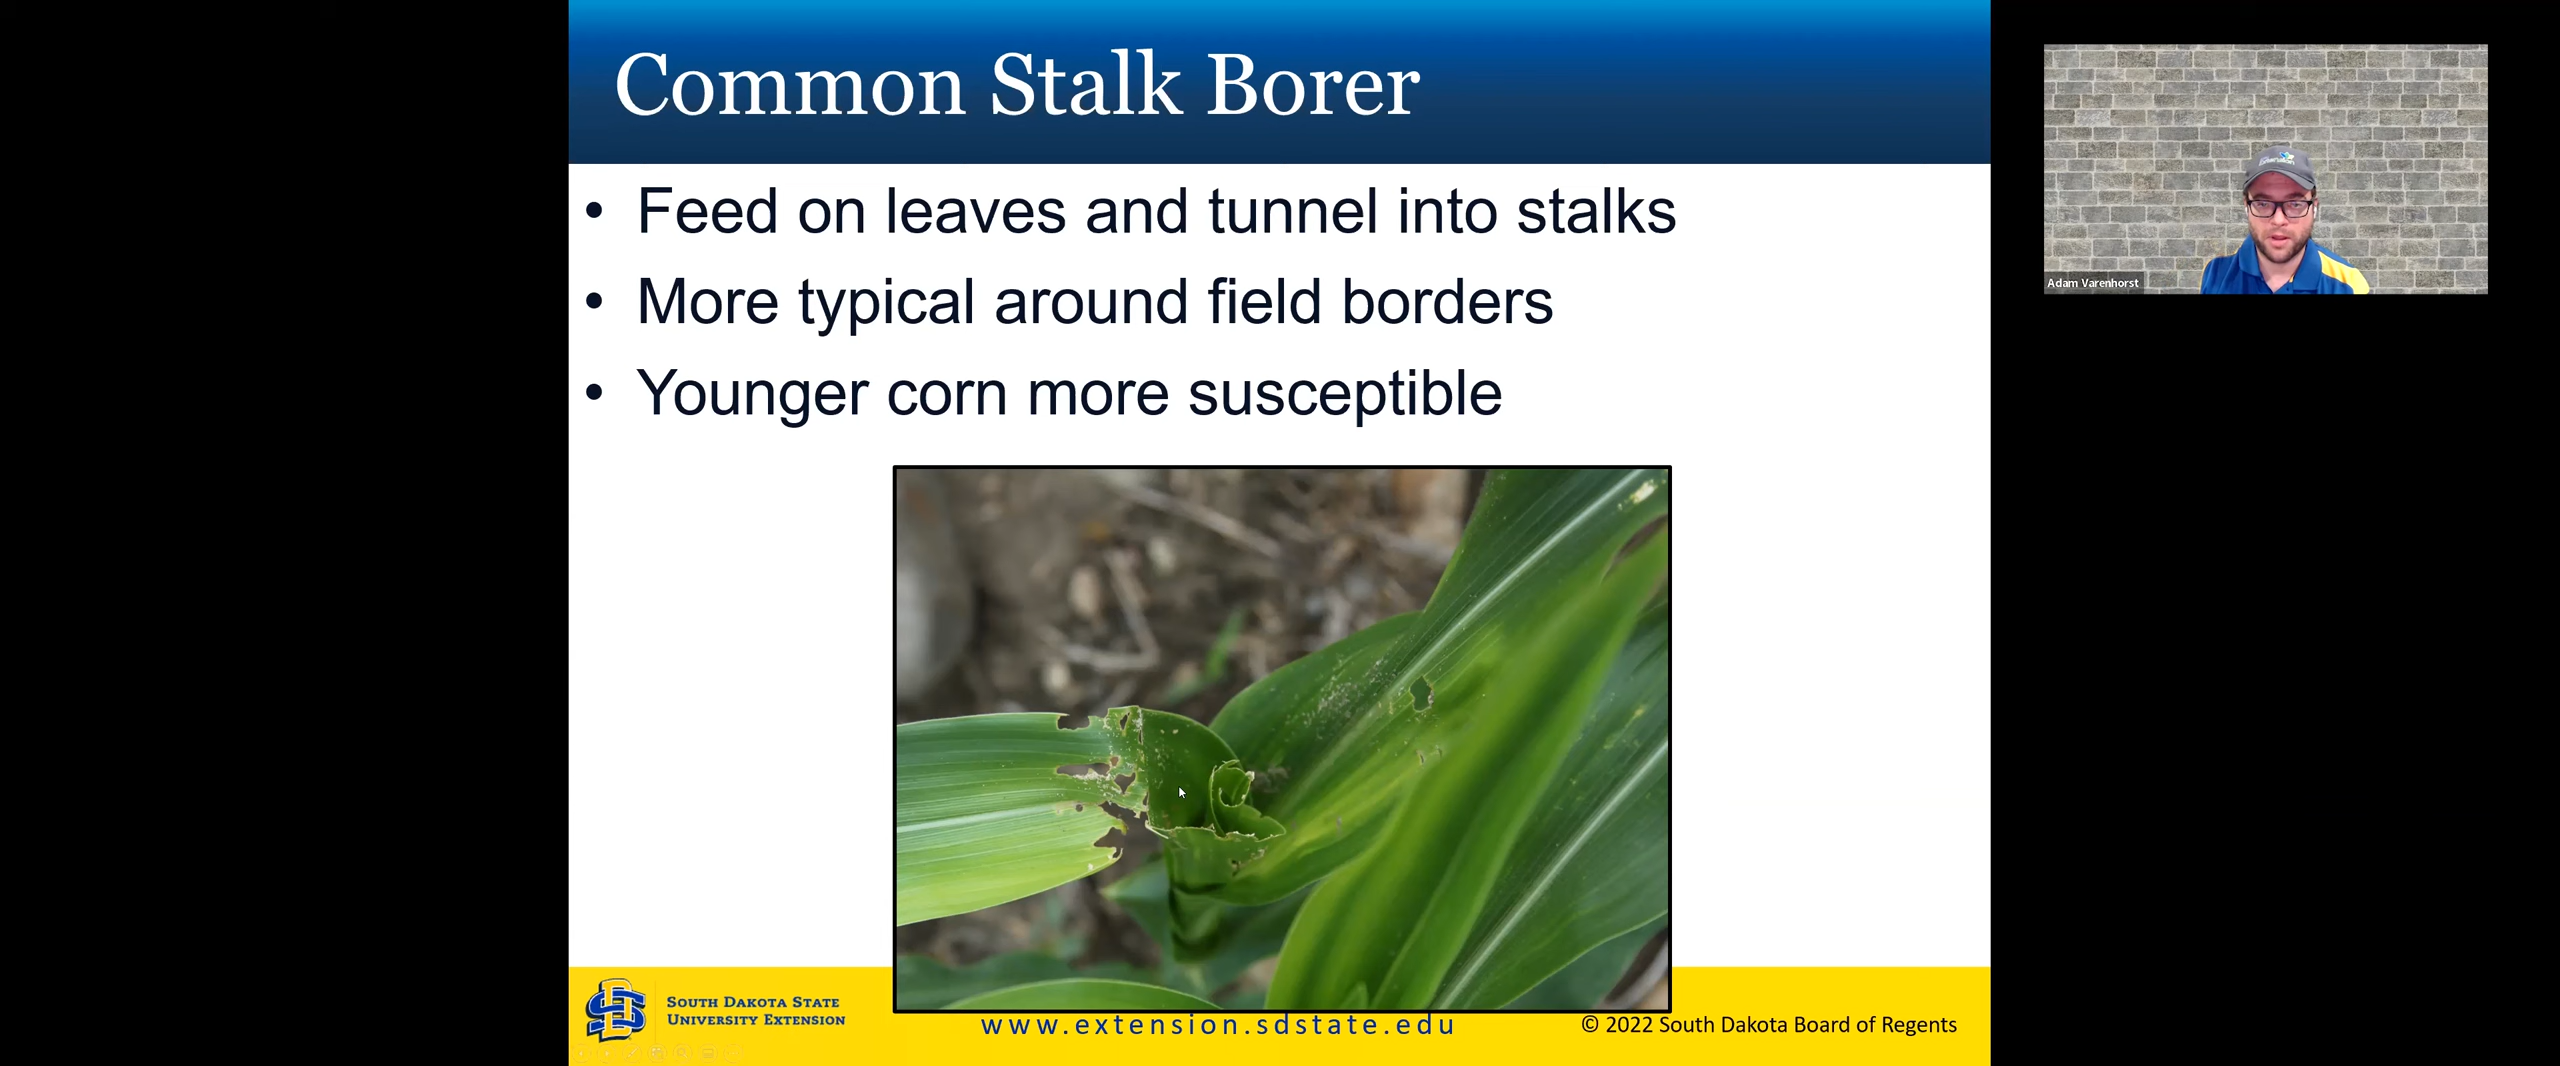 Common Stalk Borer
• Feed on leaves and tunnel into stalks
• More typical around field borders
• Younger corn more susceptible
Extension
Adam Varenhorst
SOUTH DAKOTA STATE
UNIVERSITY EXTENSION
www.extension.sdstate.edu
© 2022 South Dakota Board of Regents